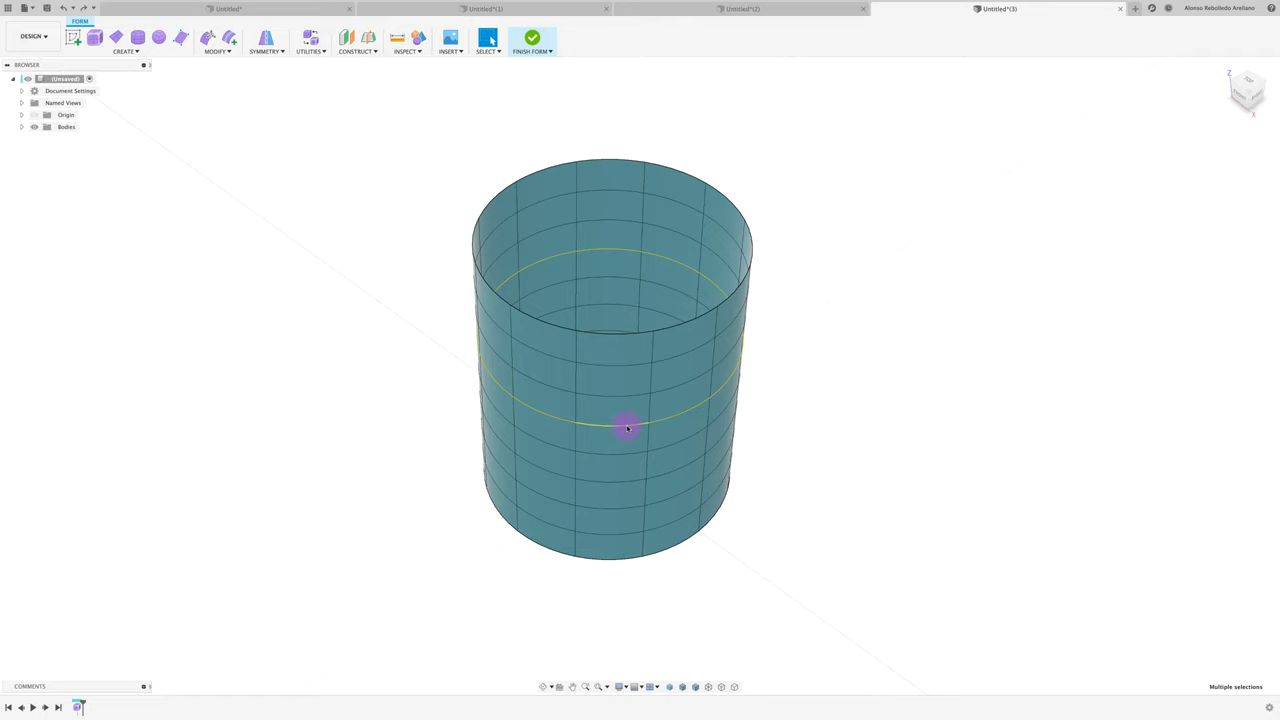 Untitled*
Untitled*(1)
Untitled*(2)
Untitled*(3)
Alonso Rebolledo Arellano
FORM
DESIGN
CREATE
MODIFY
SYMMETRY
UTILITIES
CONSTRUCT
INSPECT
INSERT
SELECT
FINISH FORM
BROWSER
(Unsaved)
Document Settings
Named Views
Origin
Bodies
Z
TOP
X
COMMENTS
Multiple selections